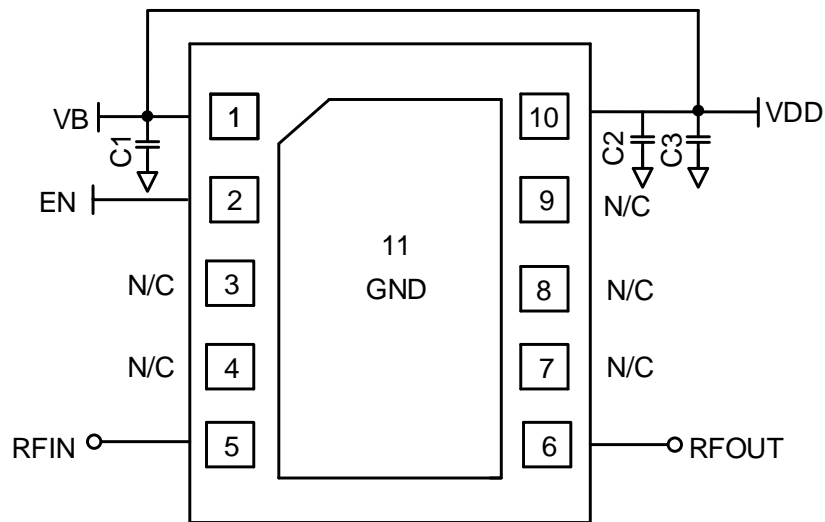 VB
C1
1
10
C2
C3
VDD
EN
2
9
N/C
N/C
3
11
GND
8
N/C
N/C
4
7
N/C
RFIN
5
6
RFOUT